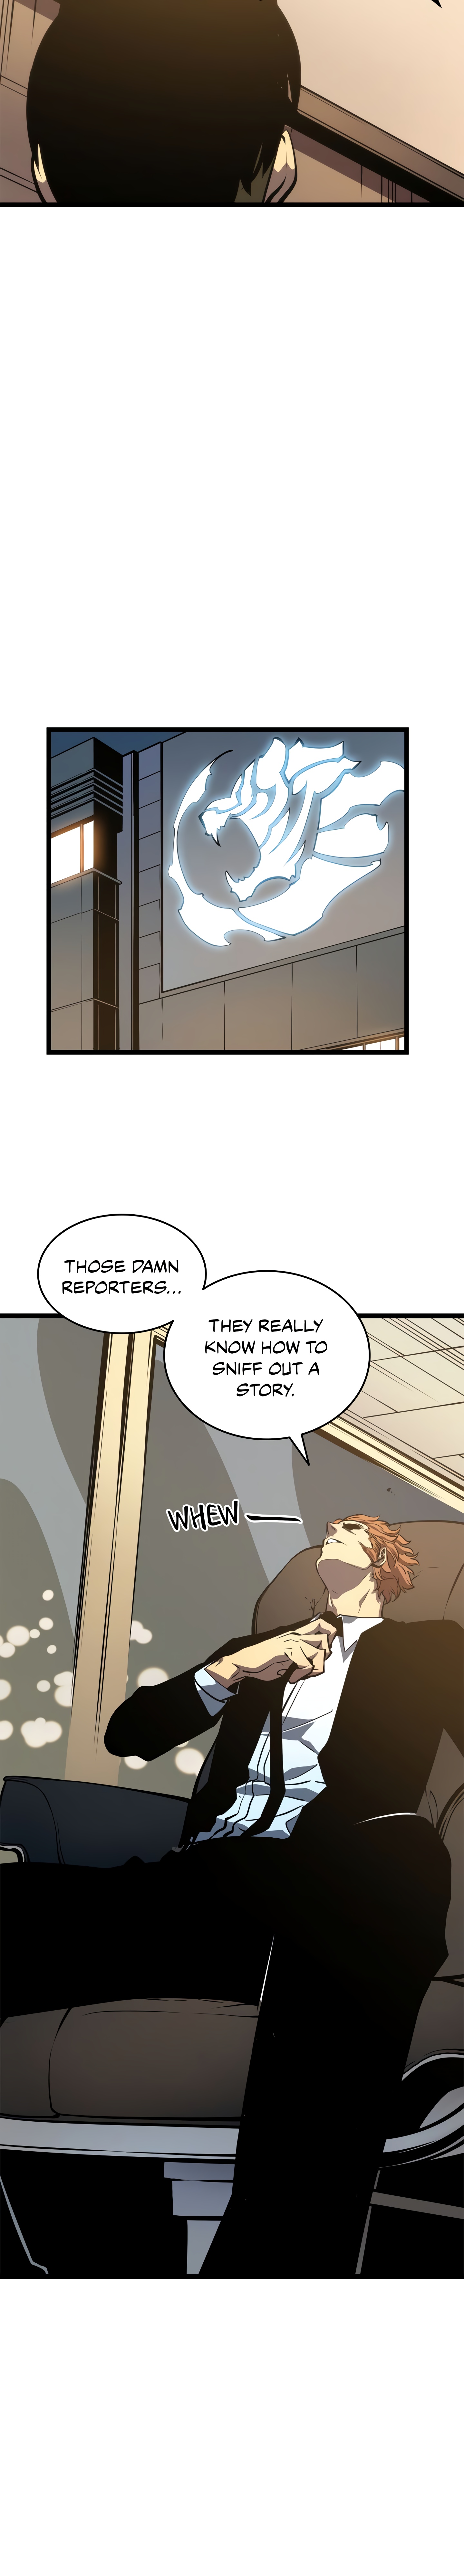 THOSE DAMN
REPORTERS...
THEY REALLY
KNOW HOW TO
SNIFF OUT A
STORY.
WHEW